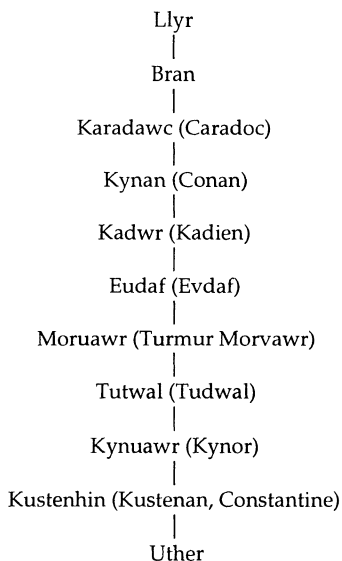 Llyr
Bran
Karadawc (Caradoc)
Kynan (Conan)
Kadwr (Kadien)
Eudaf (Evdaf)
Moruawr (Turmur Morvawr)
Tutwal (Tudwal)
Kynuawr (Kynor)
Kustenhin (Kustenan, Constantine)
Uther